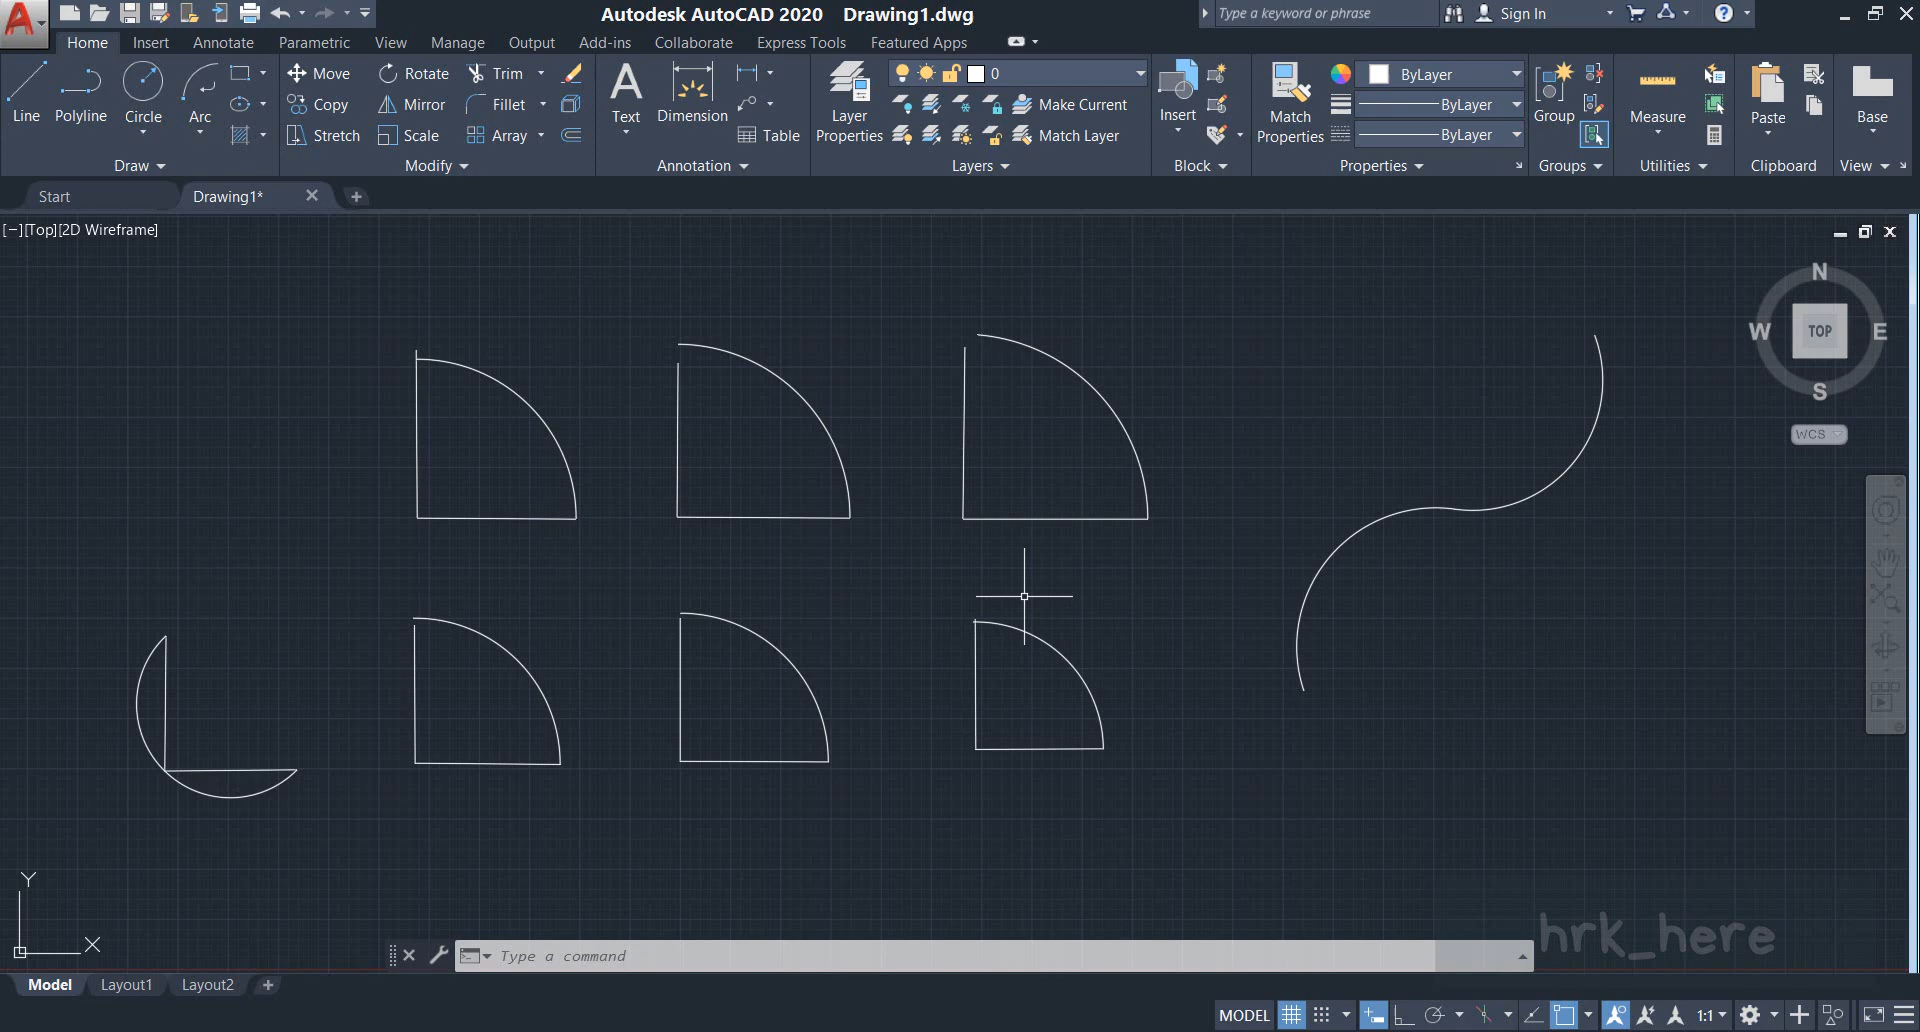 Autodesk AutoCAD 2020 Drawing1.dwg
Type a keyword or phrase
Sign In
Home Insert Annotate Parametric View Manage Output Add-ins Collaborate Express Tools Featured Apps
Line Polyline Circle Arc
Draw
Move Rotate Trim
Copy Mirror Fillet
Stretch Scale Array
Modify
Text Dimension Table
Annotation
Layer Properties
0
Make Current
Match Layer
Layers
Insert
Block
Match Properties
ByLayer
ByLayer
ByLayer
Properties
Group
Groups
Measure
Utilities
Paste
Clipboard
Base
View
Start Drawing1*
[−][Top][2D Wireframe]
N
W TOP E
S
WCS
Y
X
Type a command
hrk_here
Model Layout1 Layout2
MODEL 1:1